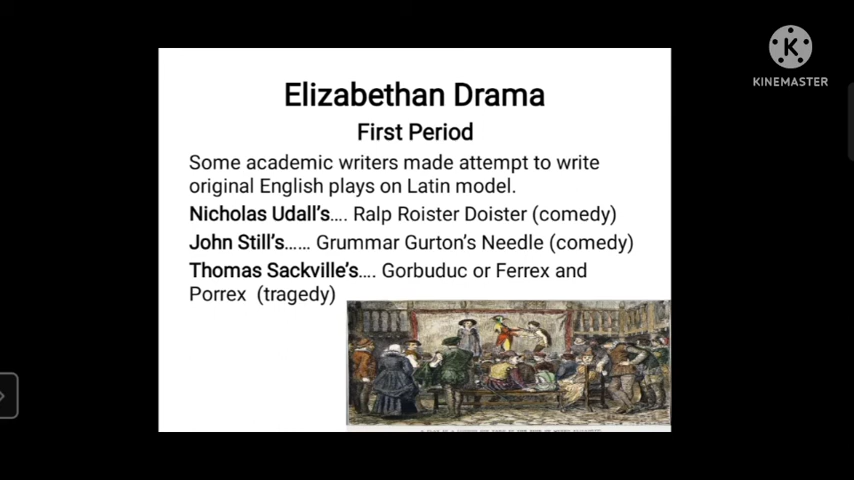 Elizabethan Drama
First Period
Some academic writers made attempt to write
original English plays on Latin model.
Nicholas Udall's.... Ralp Roister Doister (comedy)
John Still's...... Grummar Gurton's Needle (comedy)
Thomas Sackville's.... Gorbuduc or Ferrex and
Porrex (tragedy)
KINEMASTER